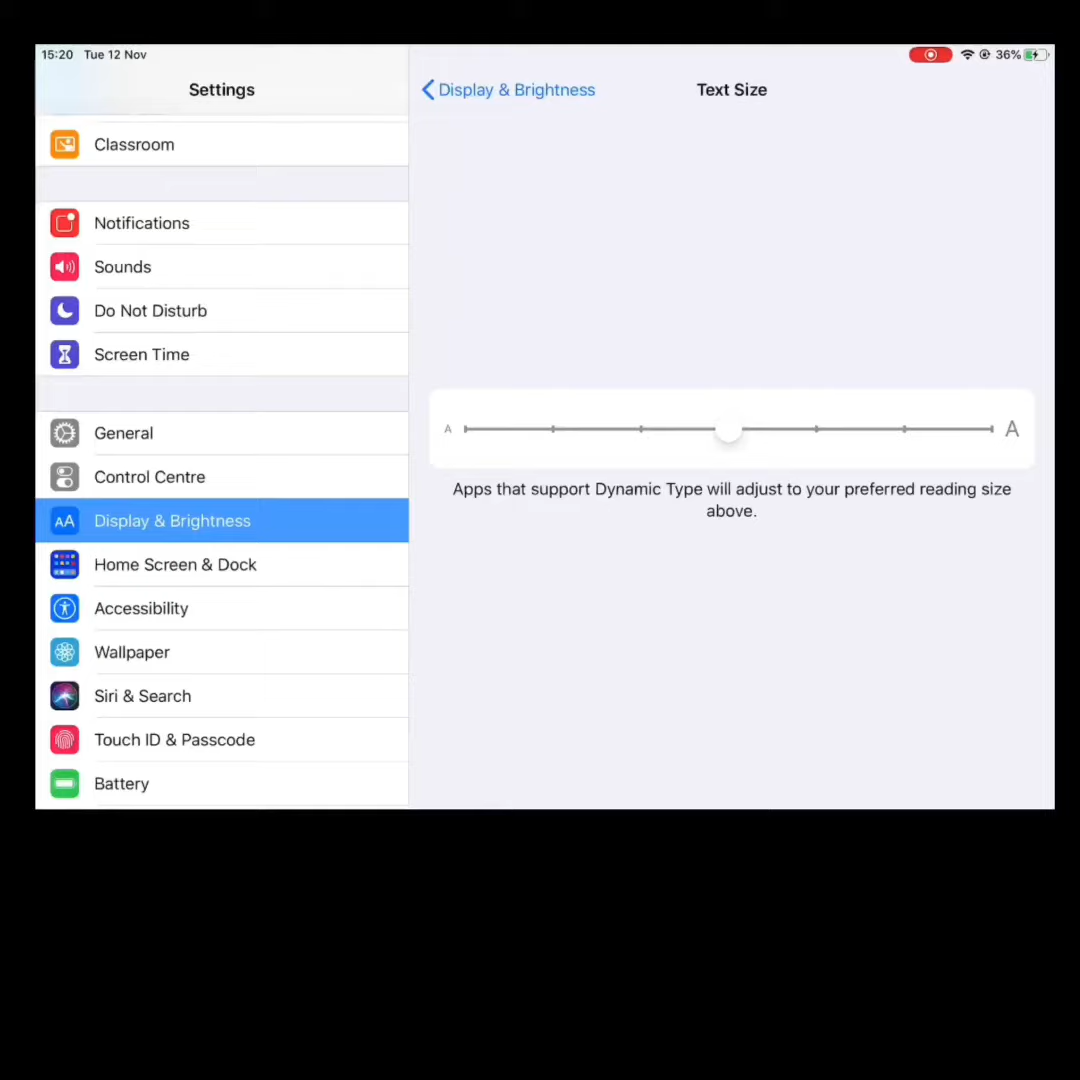 15:20 Tue 12 Nov
36%
Settings
Display & Brightness
Text Size
Classroom
Notifications
Sounds
Do Not Disturb
Screen Time
General
Control Centre
AA Display & Brightness
Home Screen & Dock
Accessibility
Wallpaper
Siri & Search
Touch ID & Passcode
Battery
A A
Apps that support Dynamic Type will adjust to your preferred reading size
above.